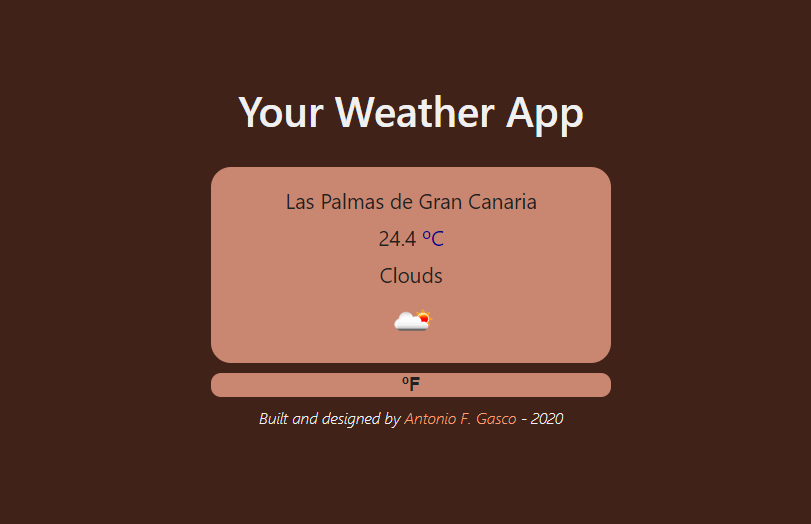 Your Weather App
Las Palmas de Gran Canaria
24.4 ºC
Clouds
ºF
Built and designed by Antonio F. Gasco - 2020